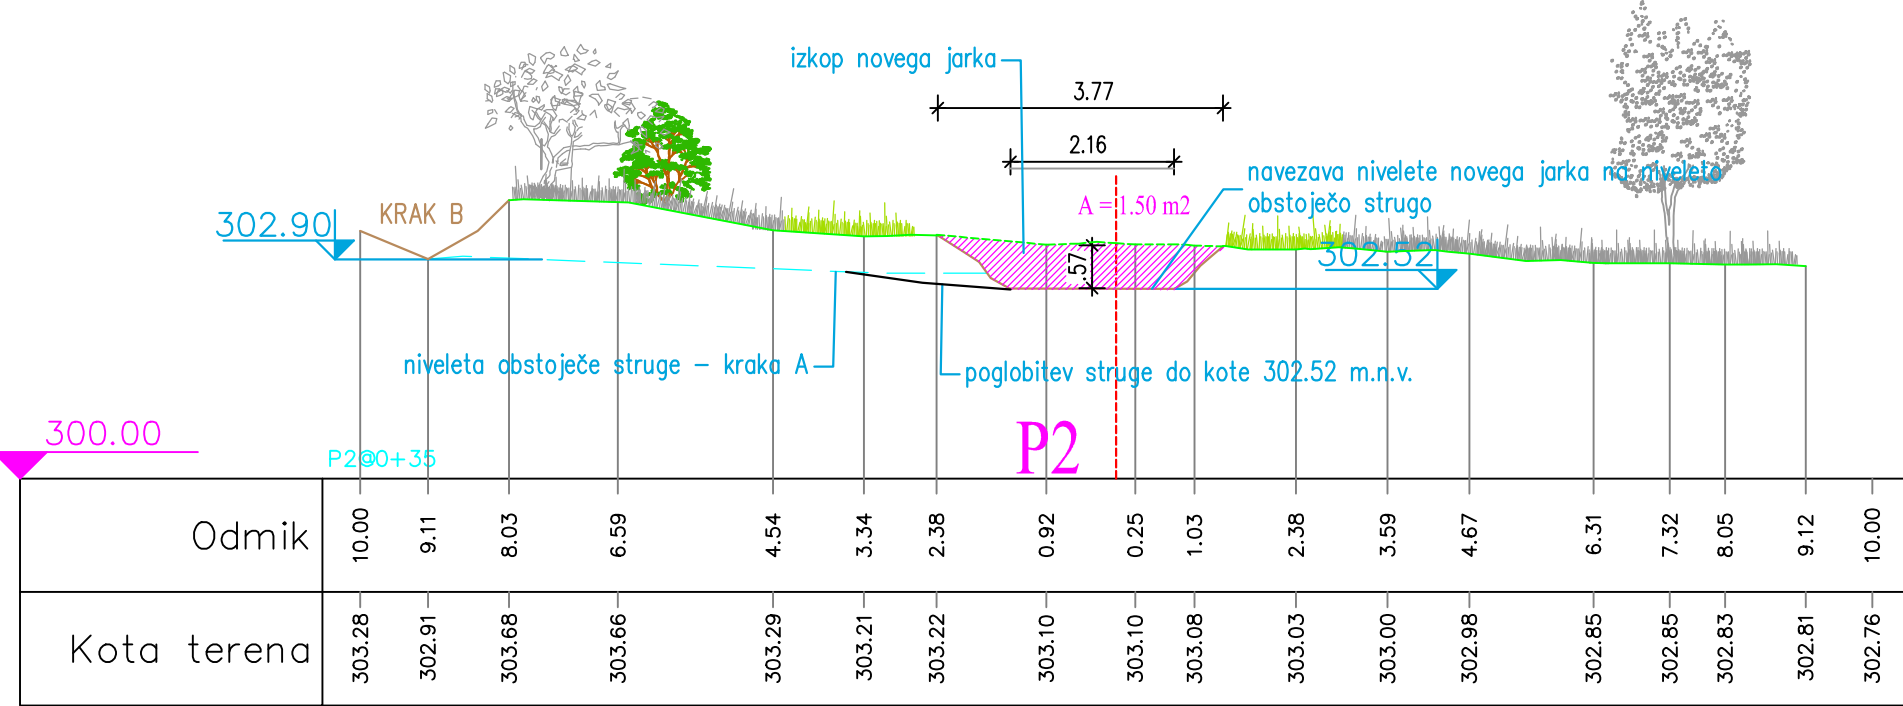 izkop novega jarka
3.77
2.16
navezava nivelete novega jarka na niveleto
obstoječo strugo
A = 1.50 m2
KRAK B
302.90
302.52
.57
niveleta obstoječe struge – kraka A
poglobitev struge do kote 302.52 m.n.v.
300.00
P2@0+35
P2
Odmik 10.00 9.11 8.03 6.59 4.54 3.34 2.38 0.92 0.25 1.03 2.38 3.59 4.67 6.31 7.32 8.05 9.12 10.00
Kota terena 303.28 302.91 303.68 303.66 303.29 303.21 303.22 303.10 303.10 303.08 303.03 303.00 302.98 302.85 302.85 302.83 302.81 302.76